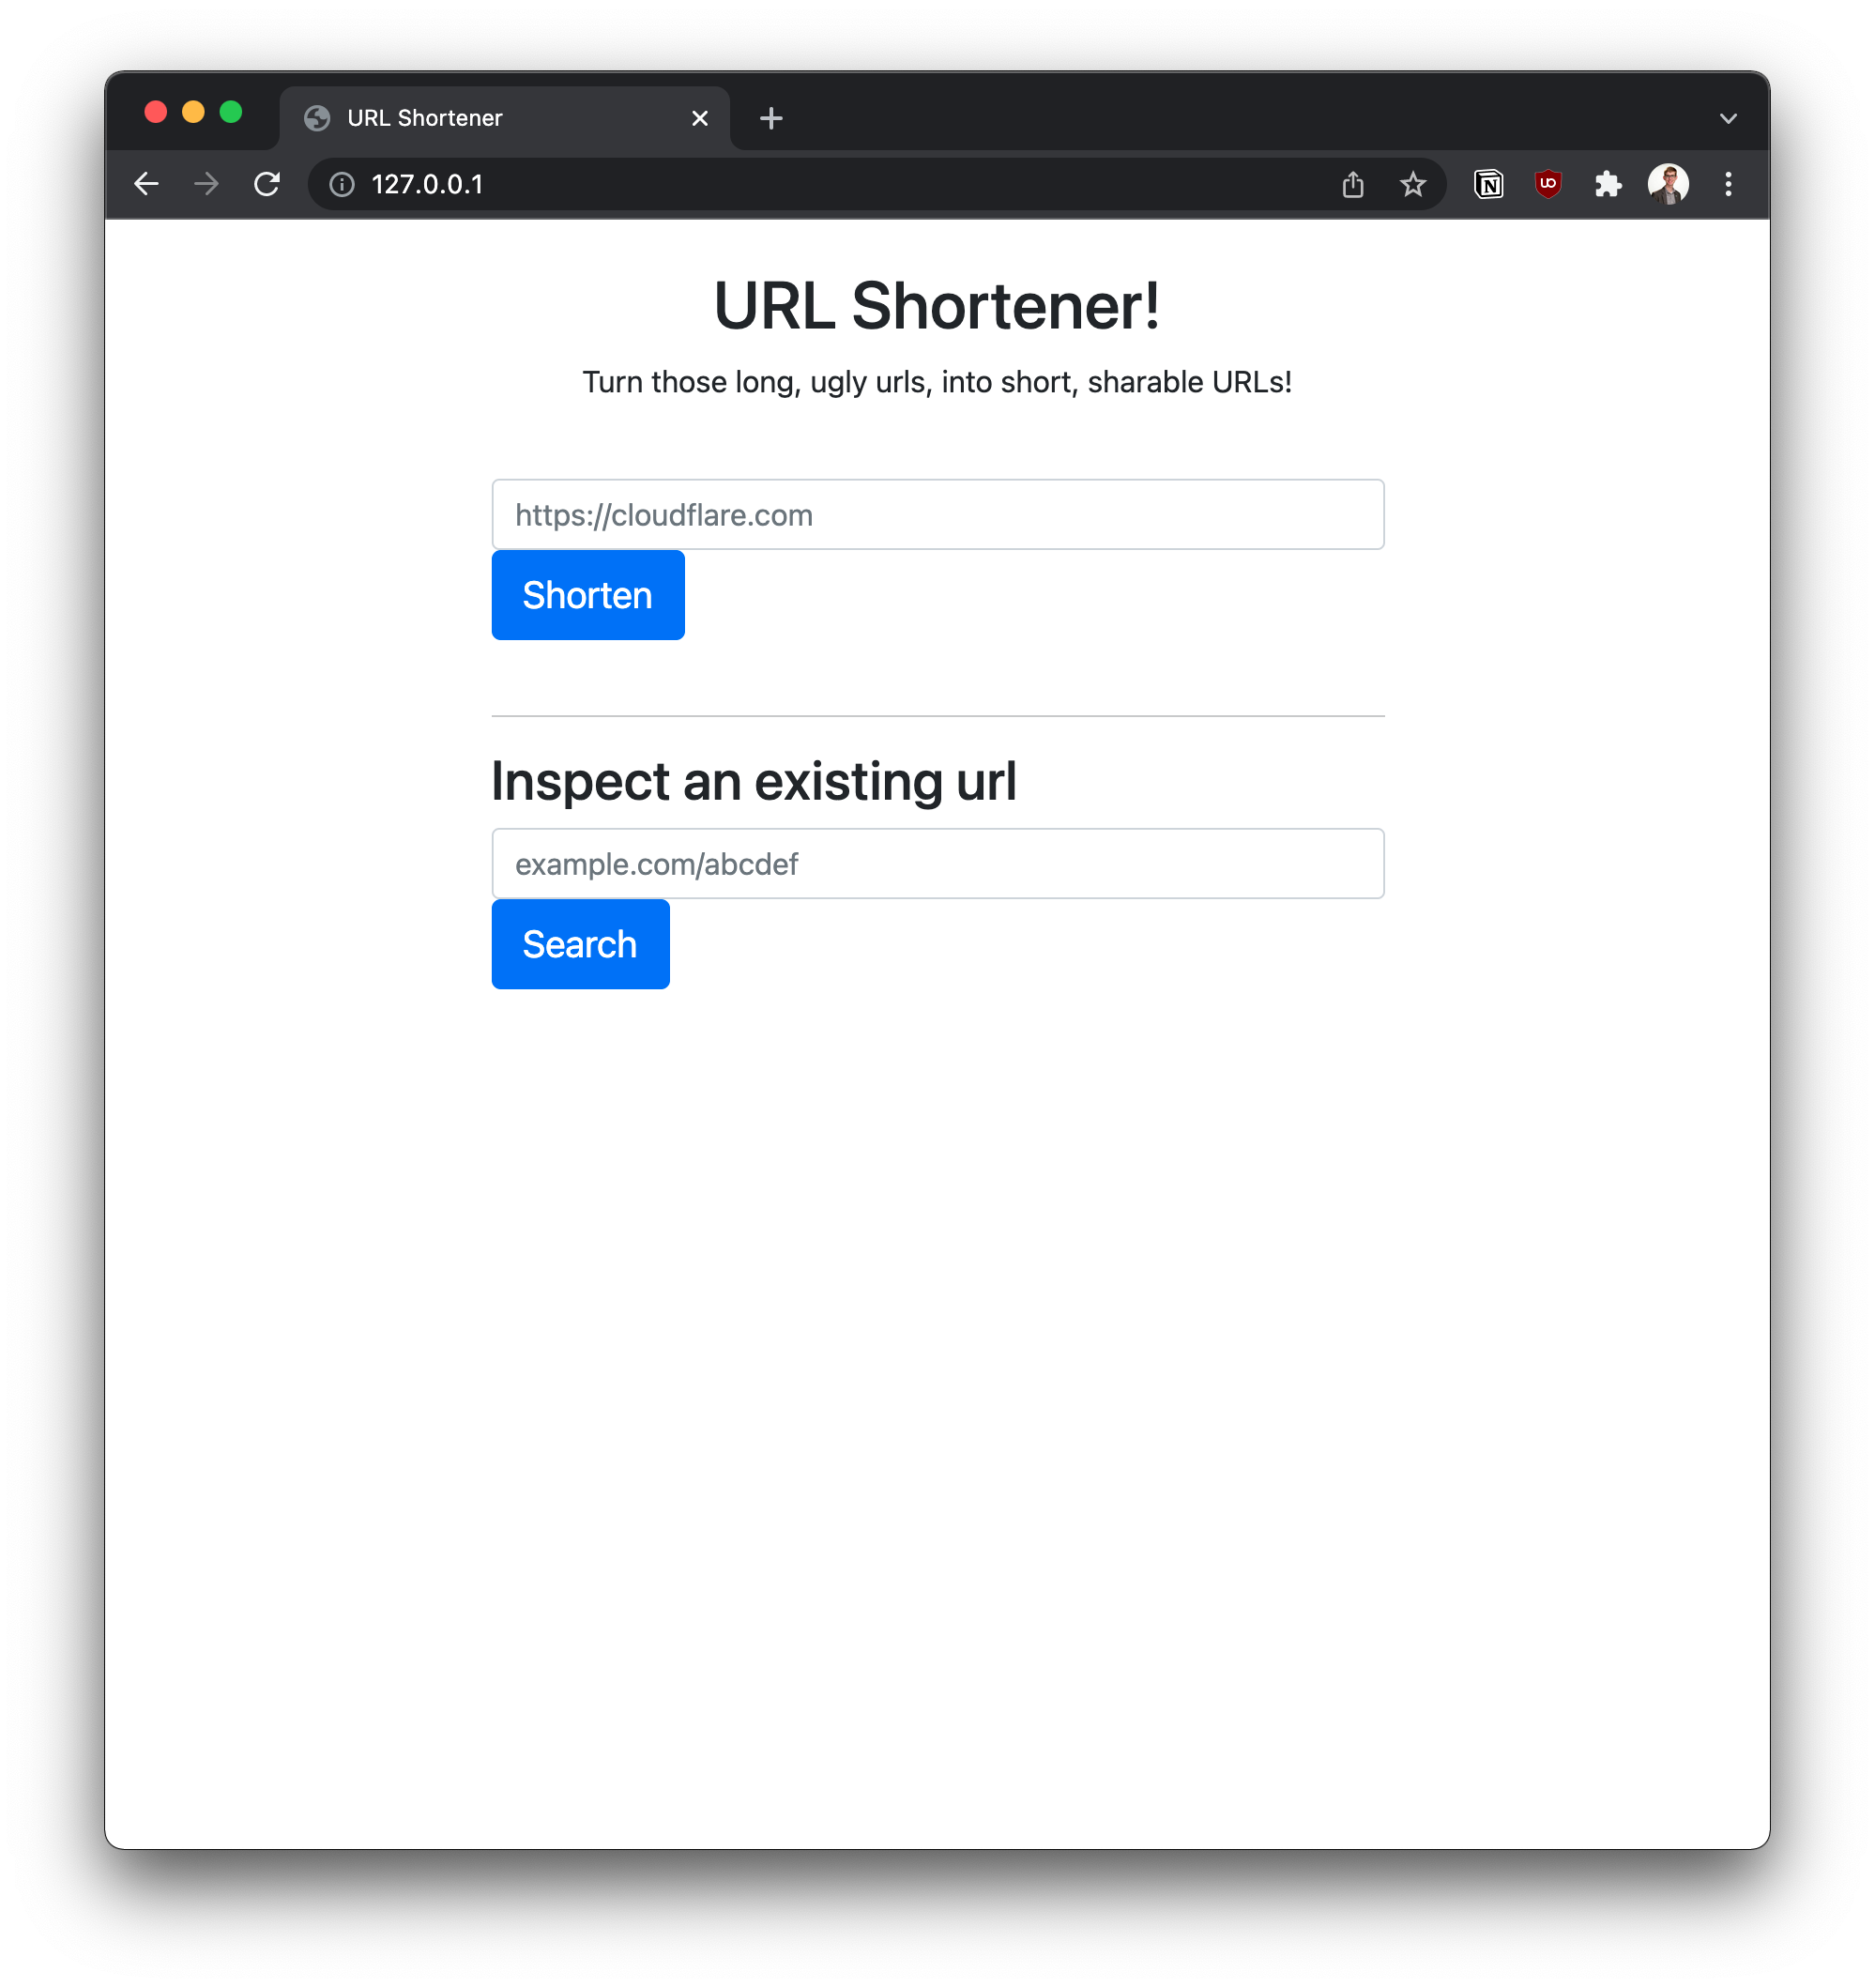 URL Shortener
127.0.0.1
N
uo
URL Shortener!
Turn those long, ugly urls, into short, sharable URLs!
https://cloudflare.com
Shorten
Inspect an existing url
example.com/abcdef
Search